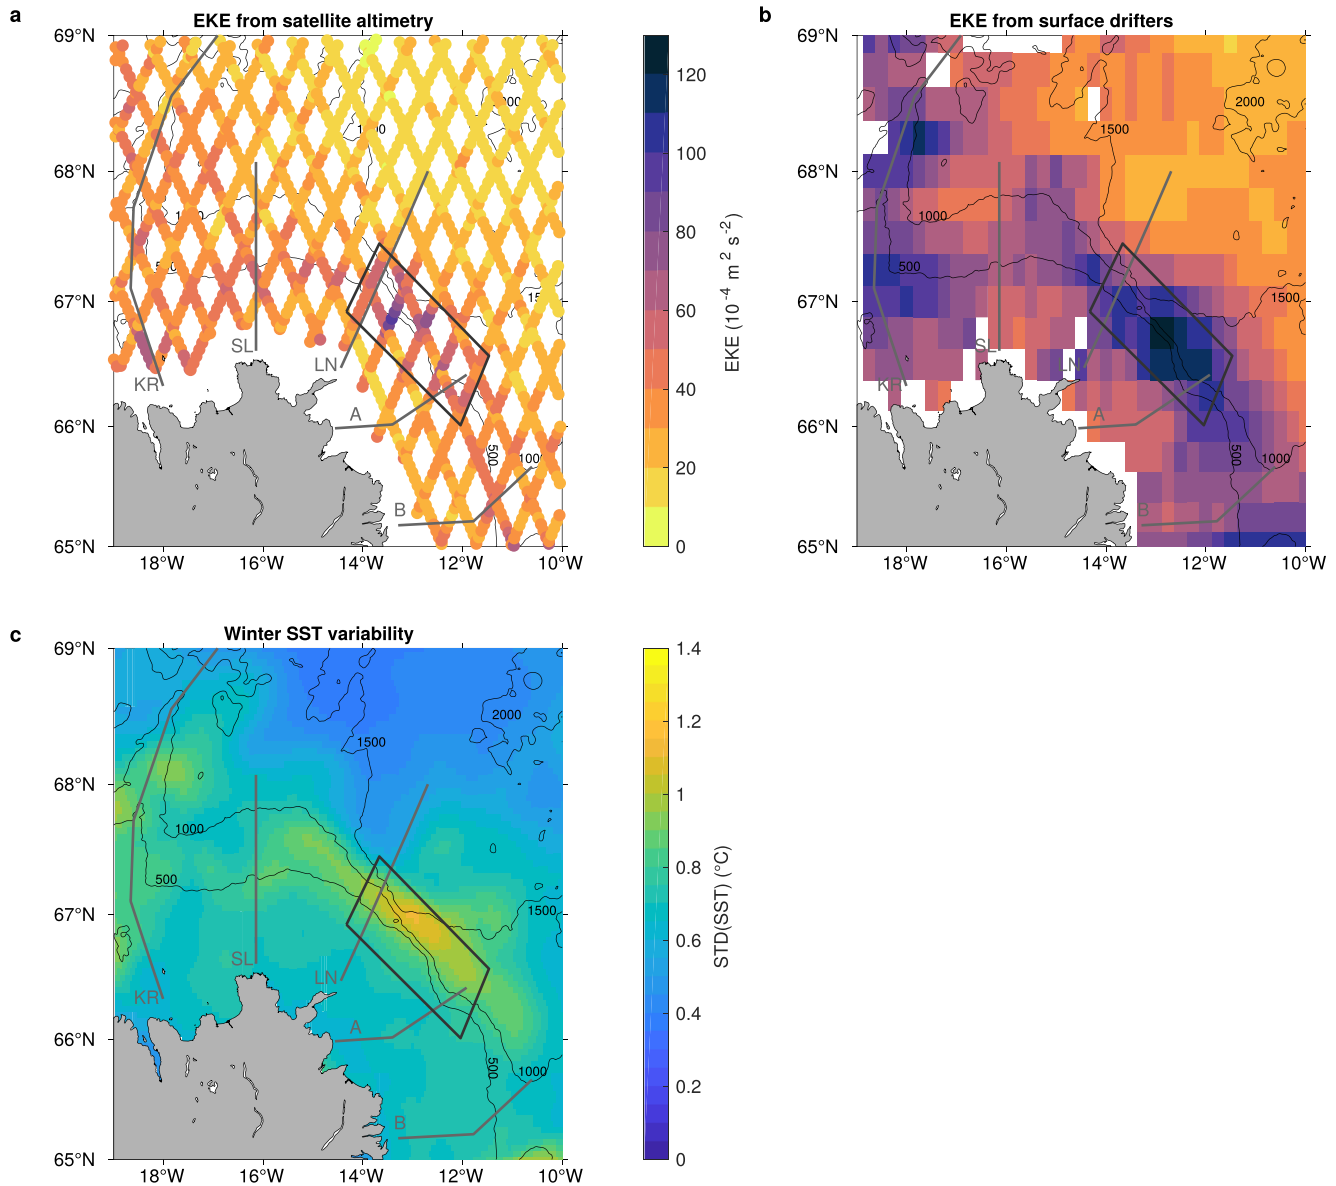 a
EKE from satellite altimetry
69°N
68°N
67°N
66°N
65°N
18°W
16°W
14°W
12°W
10°W
2000
1000
500
500
1000
KR
SL
LN
A
B
120
100
80
60
40
20
0
EKE (10-4 m 2 s-2)
b
EKE from surface drifters
69°N
68°N
67°N
66°N
65°N
18°W
16°W
14°W
12°W
10°W
2000
1500
1000
500
1500
500
1000
KR
SL
LN
A
B
c
Winter SST variability
69°N
68°N
67°N
66°N
65°N
18°W
16°W
14°W
12°W
10°W
2000
1500
1000
500
1500
500
1000
KR
SL
LN
A
B
1.4
1.2
1
0.8
0.6
0.4
0.2
0
STD(SST) (°C)